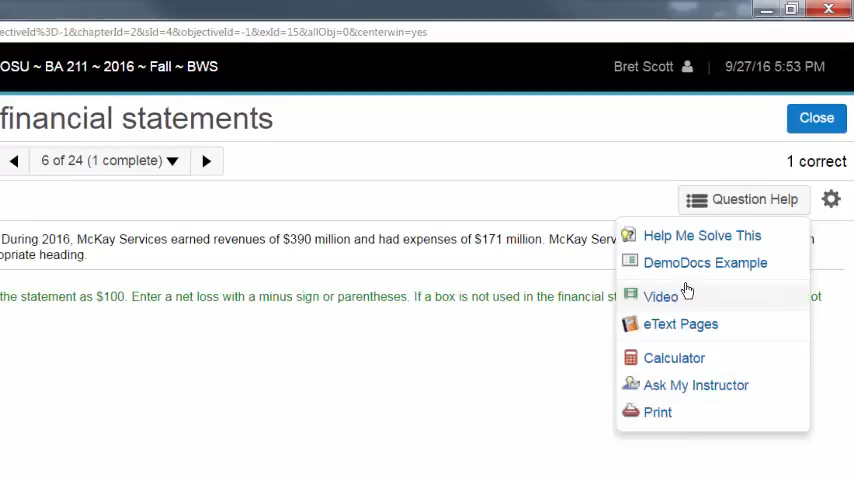 ectiveId%3D-1&chapterId=2&sId=4&objectiveId=-1&exId=15&allObj=0&centerwin=yes
OSU ~ BA 211 ~ 2016 ~ Fall ~ BWS
Bret Scott
9/27/16 5:53 PM
financial statements
Close
6 of 24 (1 complete)
1 correct
Question Help
During 2016, McKay Services earned revenues of $390 million and had expenses of $171 million. McKay Serv
n
opriate heading.
Help Me Solve This
DemoDocs Example
the statement as $100. Enter a net loss with a minus sign or parentheses. If a box is not used in the financial st
ot
Video
eText Pages
Calculator
Ask My Instructor
Print